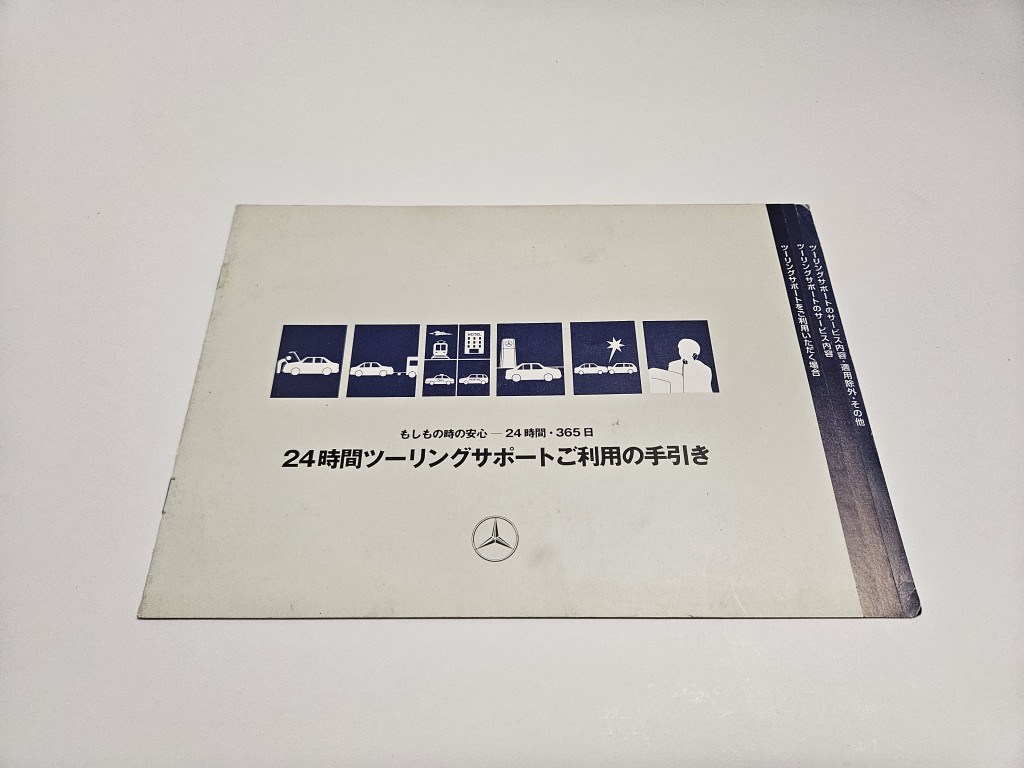 HOTEL
もしもの時の安心 ― 24時間・365日
24時間ツーリングサポートご利用の手引き
ツーリングサポートのサービス内容・適用除外・その他
ツーリングサポートのサービス内容
ツーリングサポートをご利用いただく場合